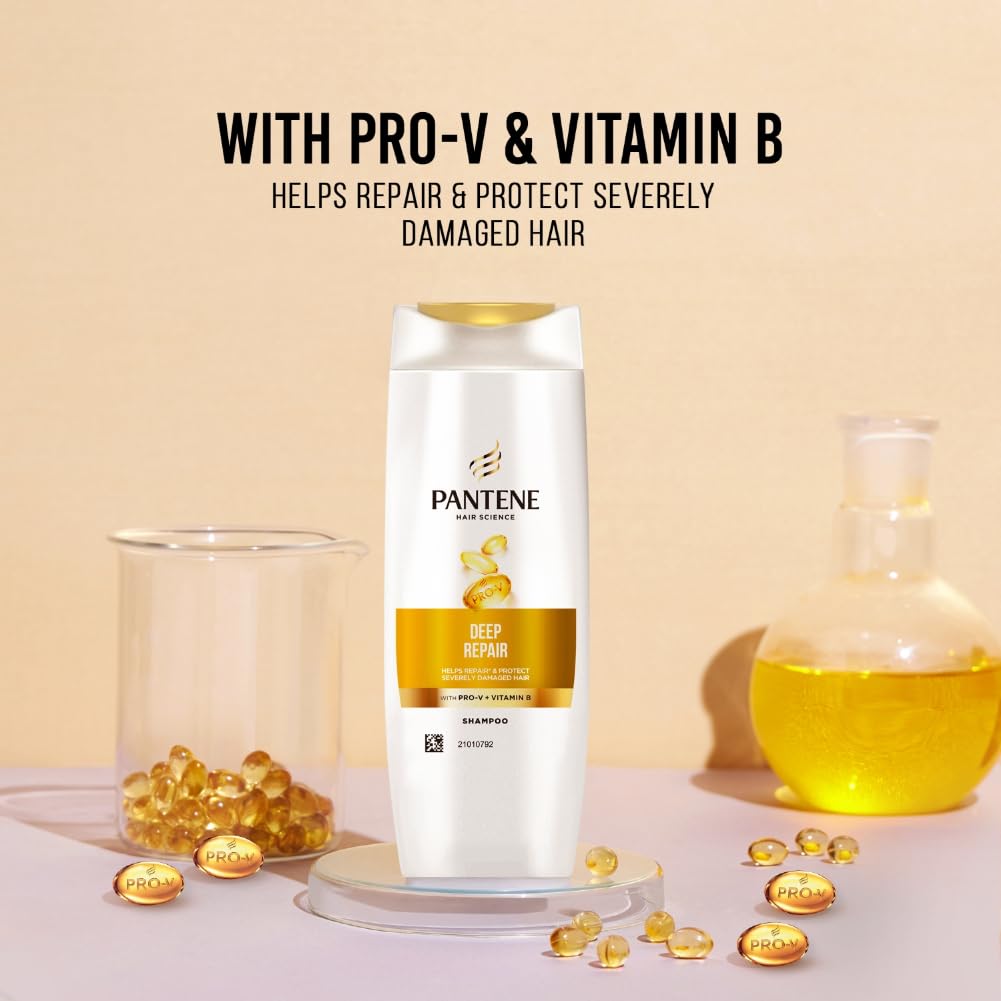 WITH PRO-V & VITAMIN B
HELPS REPAIR & PROTECT SEVERELY
DAMAGED HAIR
PANTENE
HAIR SCIENCE
PRO-V
DEEP
REPAIR
HELPS REPAIR* & PROTECT
SEVERELY DAMAGED HAIR
WITH PRO-V + VITAMIN B
SHAMPOO
21010792
PRO-V
PRO-V
PRO-V
PRO-V